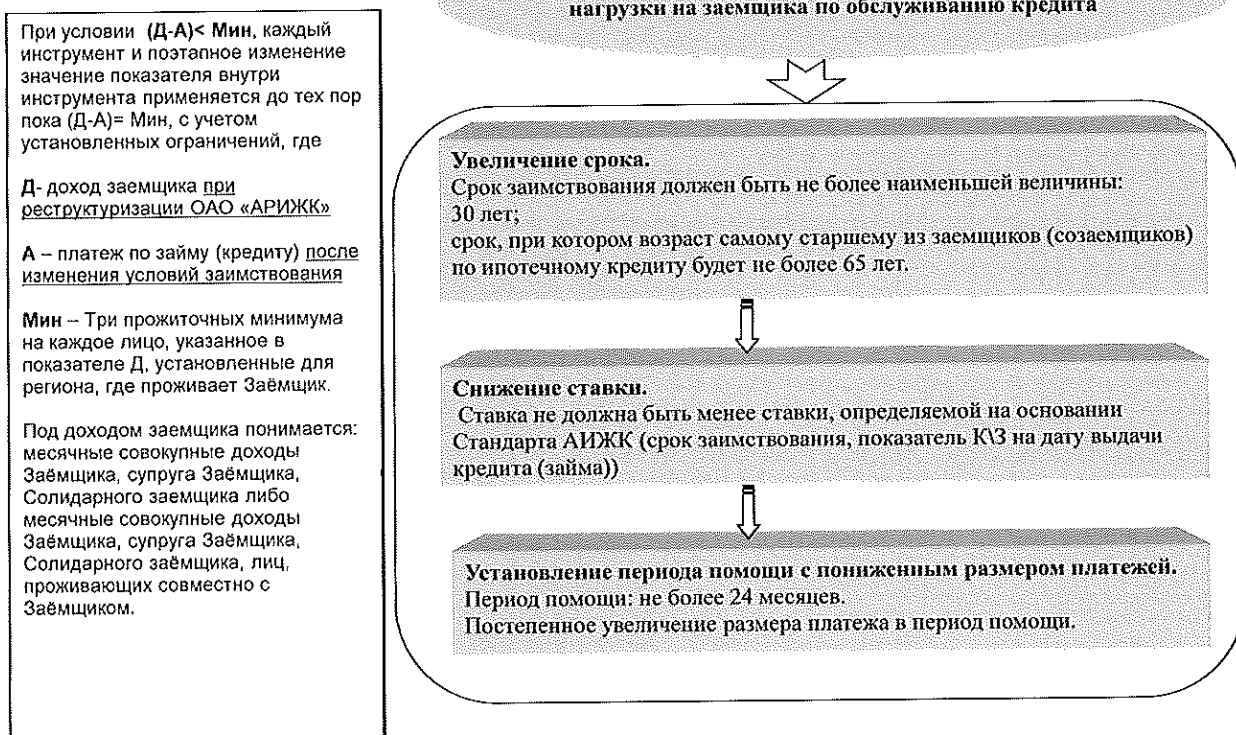 нагрузки на заемщика по обслуживанию кредита
При условии (Д-А)< Мин, каждый
инструмент и поэтапное изменение
значение показателя внутри
инструмента применяется до тех пор
пока (Д-А)= Мин, с учетом
установленных ограничений, где
Д- доход заемщика при
реструктуризации ОАО «АРИЖК»
А – платеж по займу (кредиту) после
изменения условий заимствования
Мин – Три прожиточных минимума
на каждое лицо, указанное в
показателе Д, установленные для
региона, где проживает Заёмщик.
Под доходом заемщика понимается:
месячные совокупные доходы
Заёмщика, супруга Заёмщика,
Солидарного заемщика либо
месячные совокупные доходы
Заёмщика, супруга Заёмщика,
Солидарного заёмщика, лиц,
проживающих совместно с
Заёмщиком.
Увеличение срока.
Срок заимствования должен быть не более наименьшей величины:
30 лет;
срок, при котором возраст самому старшему из заемщиков (созаемщиков)
по ипотечному кредиту будет не более 65 лет.
Снижение ставки.
Ставка не должна быть менее ставки, определяемой на основании
Стандарта АИЖК (срок заимствования, показатель К\З на дату выдачи
кредита (займа))
Установление периода помощи с пониженным размером платежей.
Период помощи: не более 24 месяцев.
Постепенное увеличение размера платежа в период помощи.